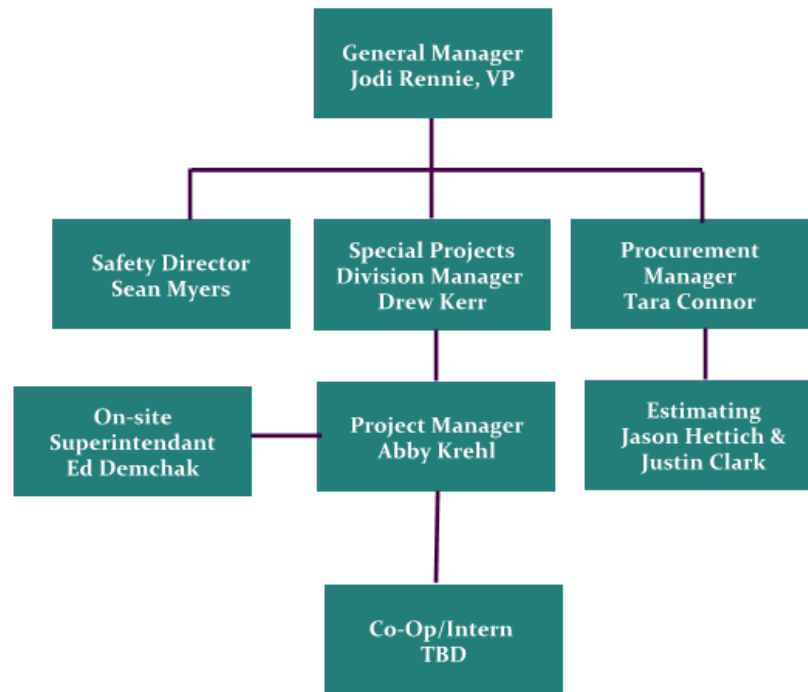 General Manager
Jodi Rennie, VP
Safety Director
Sean Myers
Special Projects
Division Manager
Drew Kerr
Procurement
Manager
Tara Connor
On-site
Superintendant
Ed Demchak
Project Manager
Abby Krehl
Estimating
Jason Hettich &
Justin Clark
Co-Op/Intern
TBD